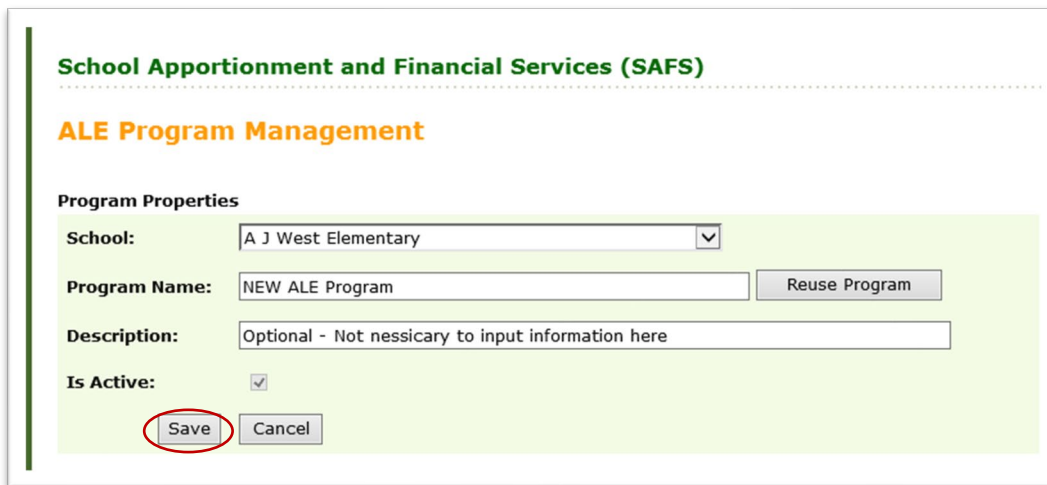 School Apportionment and Financial Services (SAFS)
ALE Program Management
Program Properties
School: A J West Elementary
Program Name: NEW ALE Program Reuse Program
Description: Optional - Not nessicary to input information here
Is Active:
Save Cancel